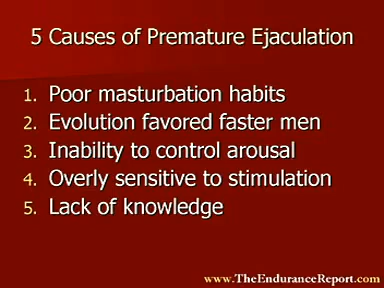 5 Causes of Premature Ejaculation
1. Poor masturbation habits
2. Evolution favored faster men
3. Inability to control arousal
4. Overly sensitive to stimulation
5. Lack of knowledge
www.TheEnduranceReport.com